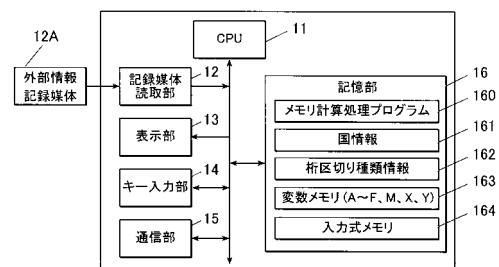 12A
外部情報
記録媒体
CPU
11
記録媒体
読取部
12
表示部
13
キー入力部
14
通信部
15
記憶部
16
メモリ計算処理プログラム
160
国情報
161
桁区切り種類情報
162
変数メモリ(A~F、M、X、Y)
163
入力式メモリ
164